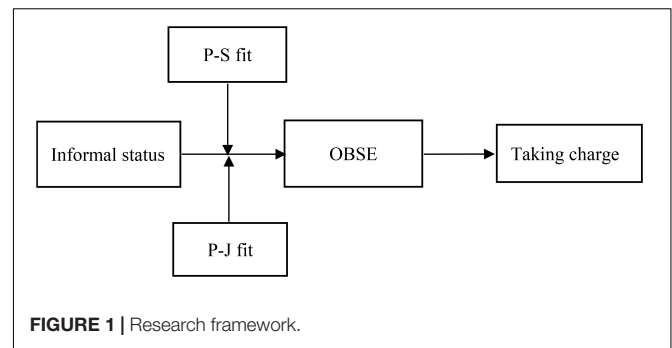 P-S fit
Informal status
OBSE
Taking charge
P-J fit
FIGURE 1 | Research framework.